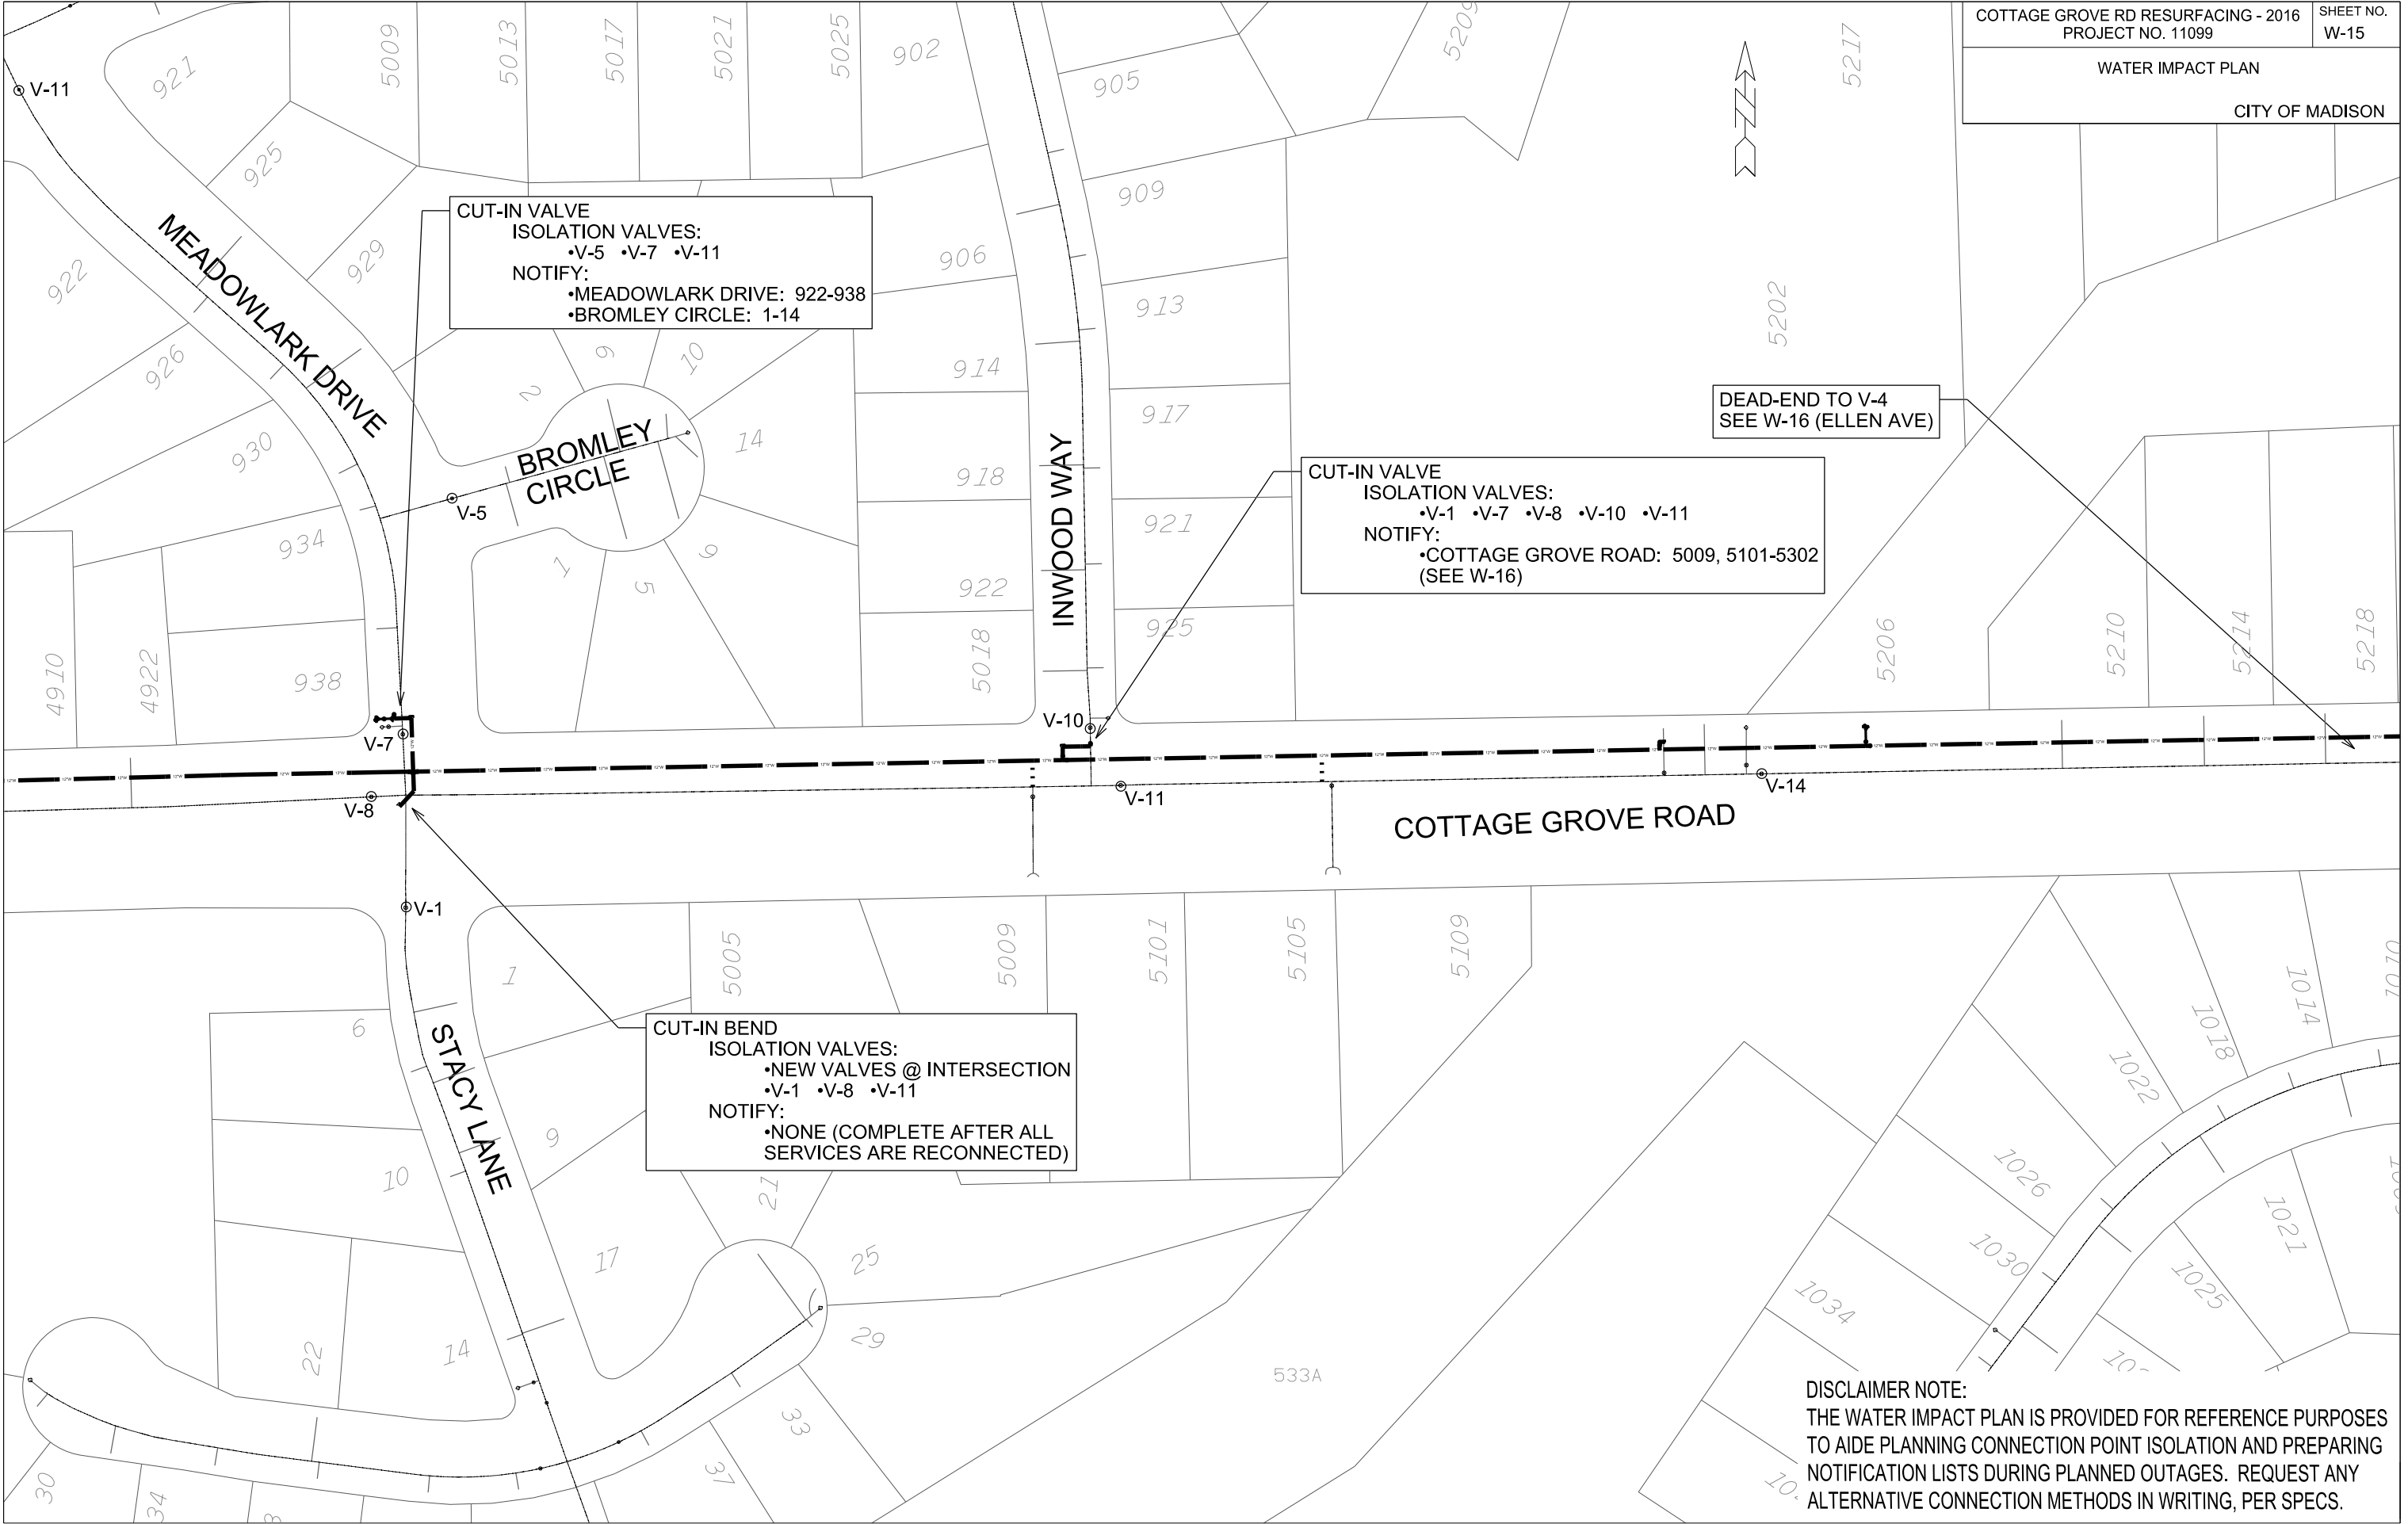 COTTAGE GROVE RD RESURFACING - 2016
PROJECT NO. 11099
SHEET NO.
W-15
WATER IMPACT PLAN
CITY OF MADISON
V-11
921
5009
5013
5017
5021
5025
902
905
5209
5217
925
929
922
926
930
934
938
4910
4922
MEADOWLARK DRIVE
CUT-IN VALVE
ISOLATION VALVES:
•V-5 •V-7 •V-11
NOTIFY:
•MEADOWLARK DRIVE: 922-938
•BROMLEY CIRCLE: 1-14
2
6
10
14
BROMLEY
CIRCLE
V-5
1
5
9
906
914
918
922
5018
INWOOD WAY
909
913
917
921
925
5202
DEAD-END TO V-4
SEE W-16 (ELLEN AVE)
CUT-IN VALVE
ISOLATION VALVES:
•V-1 •V-7 •V-8 •V-10 •V-11
NOTIFY:
•COTTAGE GROVE ROAD: 5009, 5101-5302
(SEE W-16)
5206
5210
5214
5218
V-7
V-8
V-10
V-11
V-14
COTTAGE GROVE ROAD
V-1
1
5005
5009
5101
5105
5109
6
10
STACY LANE
9
17
CUT-IN BEND
ISOLATION VALVES:
•NEW VALVES @ INTERSECTION
•V-1 •V-8 •V-11
NOTIFY:
•NONE (COMPLETE AFTER ALL
SERVICES ARE RECONNECTED)
21
25
29
33
37
22
14
30
34
533A
1010
1014
1018
1022
1026
1030
1034
1021
1025
DISCLAIMER NOTE:
THE WATER IMPACT PLAN IS PROVIDED FOR REFERENCE PURPOSES
TO AIDE PLANNING CONNECTION POINT ISOLATION AND PREPARING
NOTIFICATION LISTS DURING PLANNED OUTAGES. REQUEST ANY
ALTERNATIVE CONNECTION METHODS IN WRITING, PER SPECS.